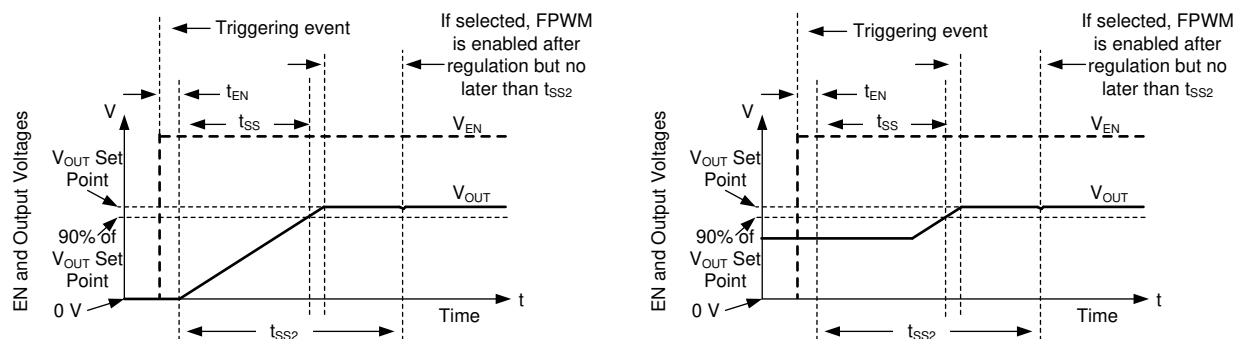 Triggering event
If selected, FPWM
is enabled after
regulation but no
later than tSS2
tEN
V
tSS
VEN
EN and Output Voltages
VOUT Set
Point
VOUT
90% of
VOUT Set
Point
0 V
t
Time
tSS2
Triggering event
If selected, FPWM
is enabled after
regulation but no
later than tSS2
tEN
V
tSS
VEN
EN and Output Voltages
VOUT Set
Point
VOUT
90% of
VOUT Set
Point
0 V
t
Time
tSS2